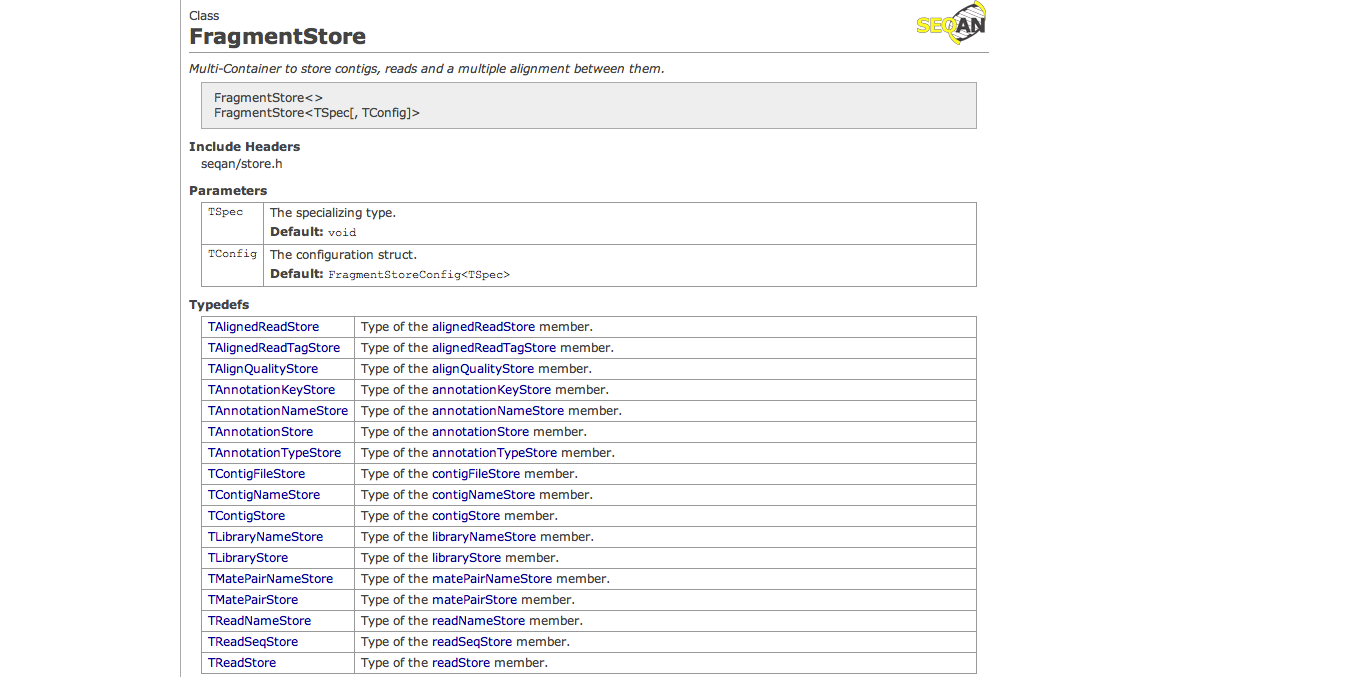 Class
FragmentStore
SEQAN
Multi-Container to store contigs, reads and a multiple alignment between them.
FragmentStore<>
FragmentStore<TSpec[, TConfig]>
Include Headers
seqan/store.h
Parameters
TSpec The specializing type.
Default: void
TConfig The configuration struct.
Default: FragmentStoreConfig<TSpec>
Typedefs
TAlignedReadStore Type of the alignedReadStore member.
TAlignedReadTagStore Type of the alignedReadTagStore member.
TAlignQualityStore Type of the alignQualityStore member.
TAnnotationKeyStore Type of the annotationKeyStore member.
TAnnotationNameStore Type of the annotationNameStore member.
TAnnotationStore Type of the annotationStore member.
TAnnotationTypeStore Type of the annotationTypeStore member.
TContigFileStore Type of the contigFileStore member.
TContigNameStore Type of the contigNameStore member.
TContigStore Type of the contigStore member.
TLibraryNameStore Type of the libraryNameStore member.
TLibraryStore Type of the libraryStore member.
TMatePairNameStore Type of the matePairNameStore member.
TMatePairStore Type of the matePairStore member.
TReadNameStore Type of the readNameStore member.
TReadSeqStore Type of the readSeqStore member.
TReadStore Type of the readStore member.